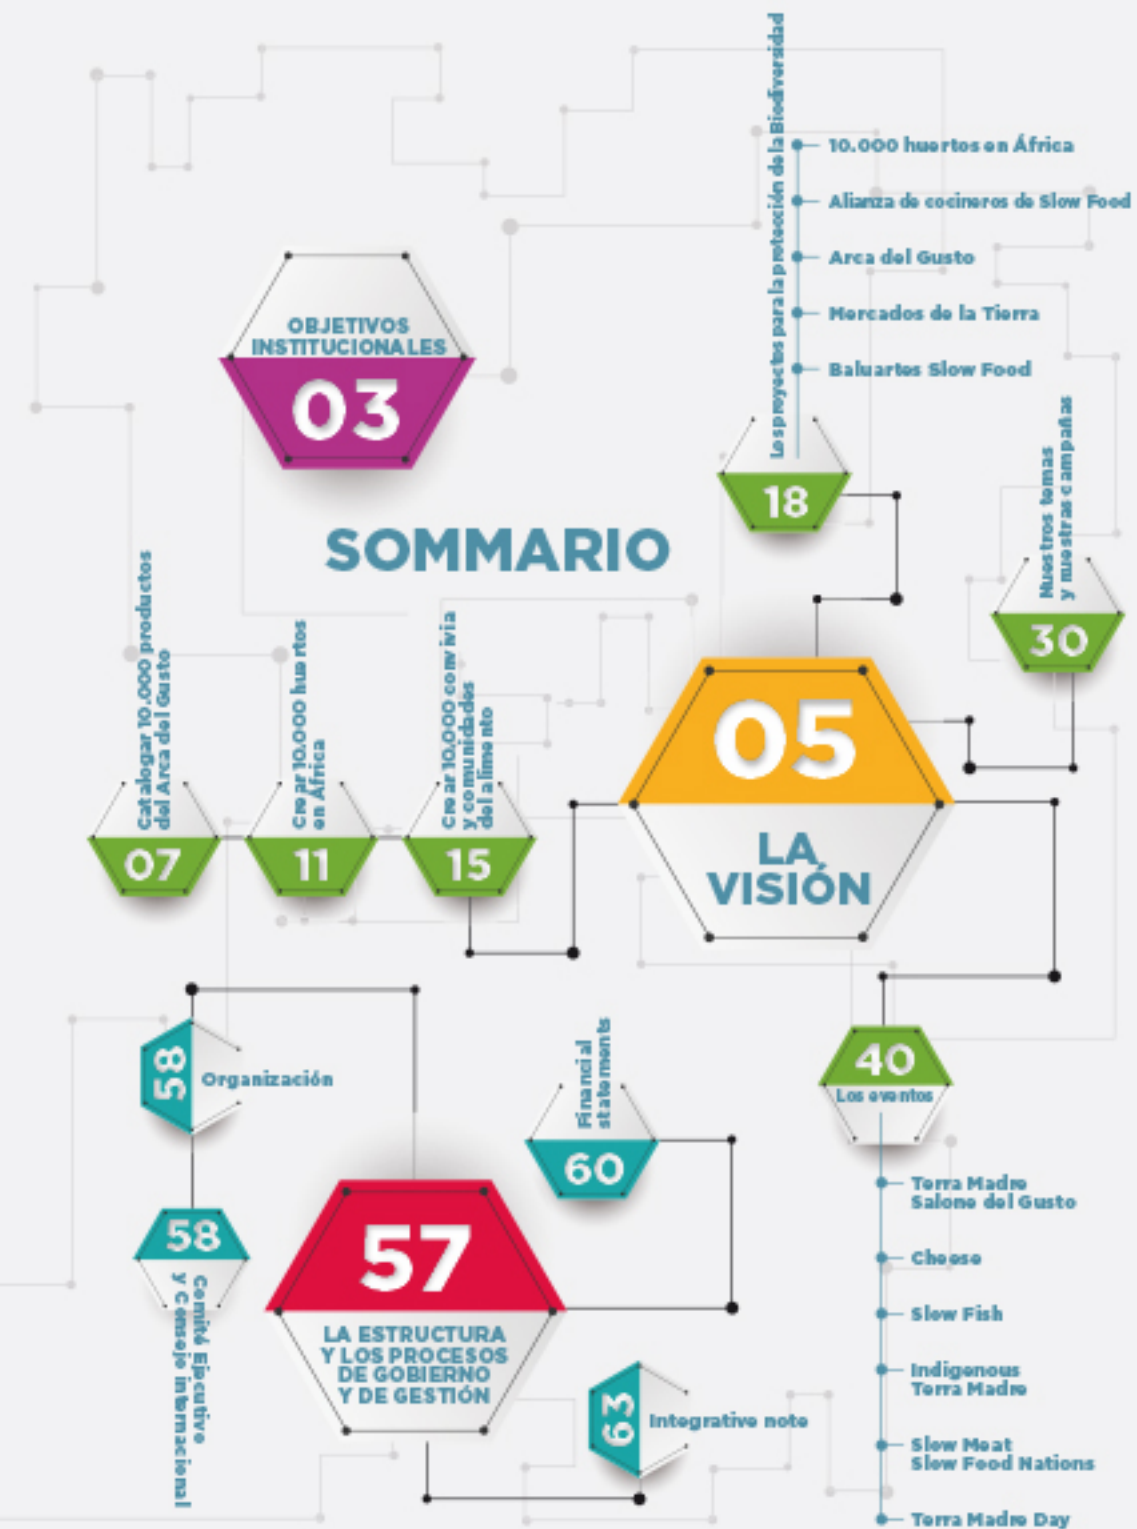 Los proyectos para la protección de la Biodiversidad
10.000 huertos en África
Alianza de cocineros de Slow Food
Arca del Gusto
Mercados de la Tierra
Baluartes Slow Food
18
OBJETIVOS
INSTITUCIONALES
03
Nuestros temas
y nuestras campañas
30
SOMMARIO
Catalogar 10.000 productos
del Arca del Gusto
07
Crear 10.000 huertos
en África
11
Crear 10.000 convivia
y comunidades
del alimento
15
05
LA
VISIÓN
58
Organización
Financial
statements
60
40
Los eventos
Terra Madre
Salone del Gusto
Cheese
Slow Fish
Indigenous
Terra Madre
Slow Meat
Slow Food Nations
Terra Madre Day
58
Comité Ejecutivo
y Consejo internacional
57
LA ESTRUCTURA
Y LOS PROCESOS
DE GOBIERNO
Y DE GESTIÓN
63
Integrative note